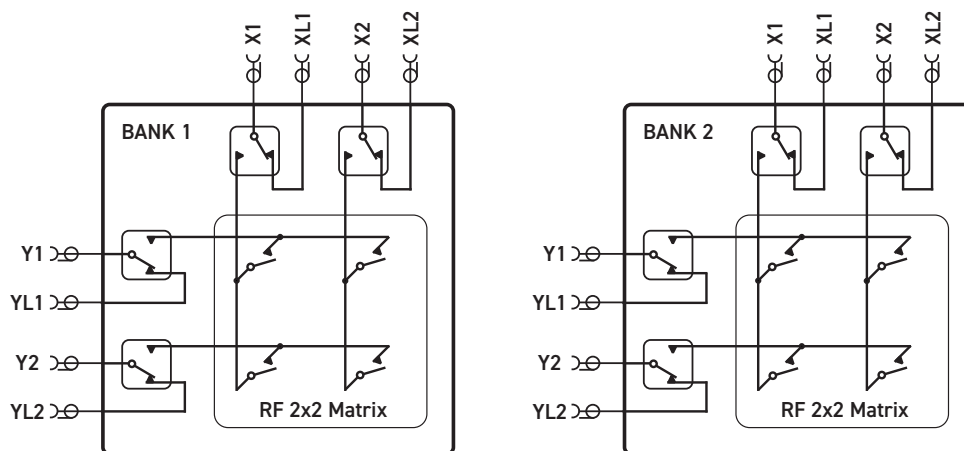 X1 XL1 X2 XL2
BANK 1
Y1
YL1
Y2
YL2
RF 2x2 Matrix
X1 XL1 X2 XL2
BANK 2
Y1
YL1
Y2
YL2
RF 2x2 Matrix